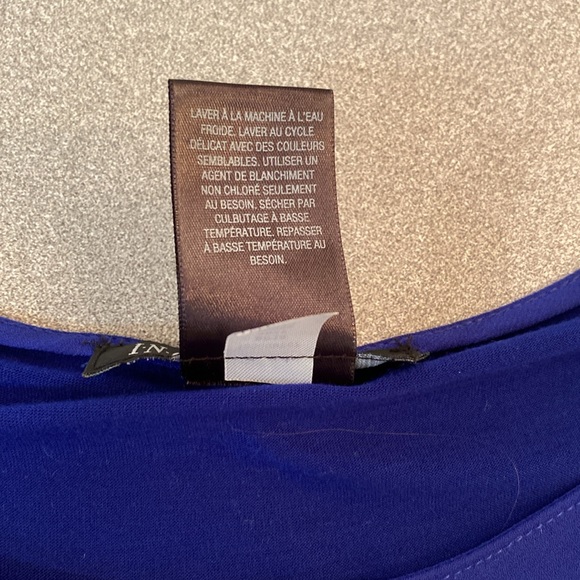 LAVER À LA MACHINE À L'EAU
FROIDE. LAVER AU CYCLE
DÉLICAT AVEC DES COULEURS
SEMBLABLES. UTILISER UN
AGENT DE BLANCHIMENT
NON CHLORÉ SEULEMENT
AU BESOIN. SÉCHER PAR
CULBUTAGE À BASSE
TEMPÉRATURE. REPASSER
À BASSE TEMPÉRATURE AU
BESOIN.